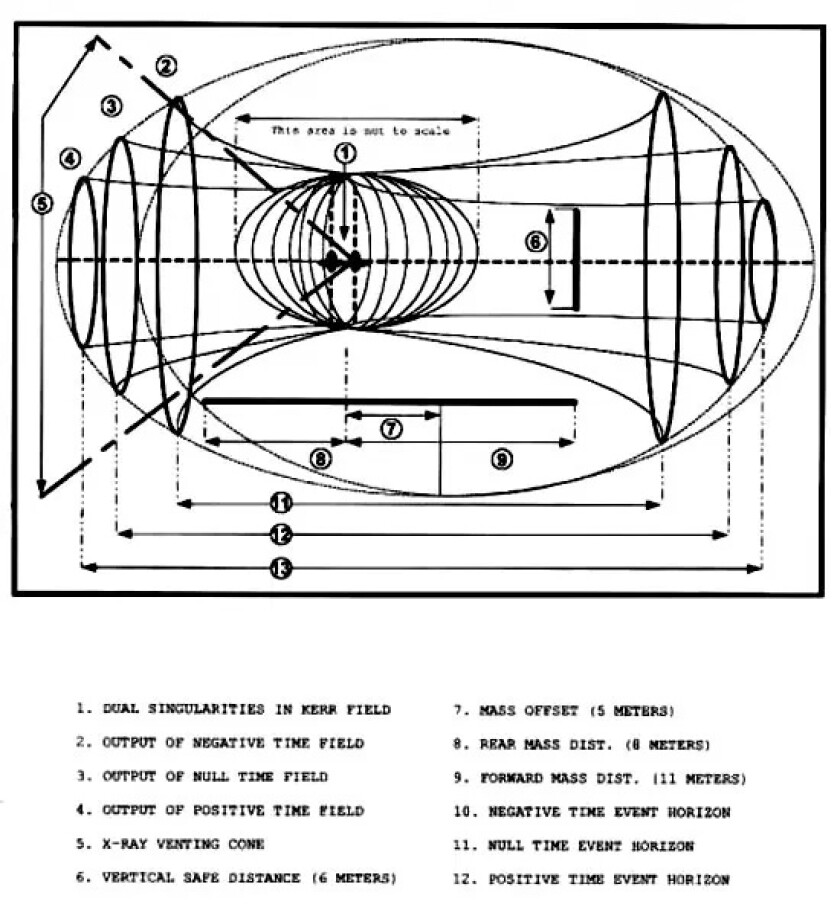 2
3
This area is not to scale
1
4
5
6
7
8
9
11
12
13
1. DUAL SINGULARITIES IN KERR FIELD
2. OUTPUT OF NEGATIVE TIME FIELD
3. OUTPUT OF NULL TIME FIELD
4. OUTPUT OF POSITIVE TIME FIELD
5. X-RAY VENTING CONE
6. VERTICAL SAFE DISTANCE (6 METERS)
7. MASS OFFSET (5 METERS)
8. REAR MASS DIST. (8 METERS)
9. FORWARD MASS DIST. (11 METERS)
10. NEGATIVE TIME EVENT HORIZON
11. NULL TIME EVENT HORIZON
12. POSITIVE TIME EVENT HORIZON